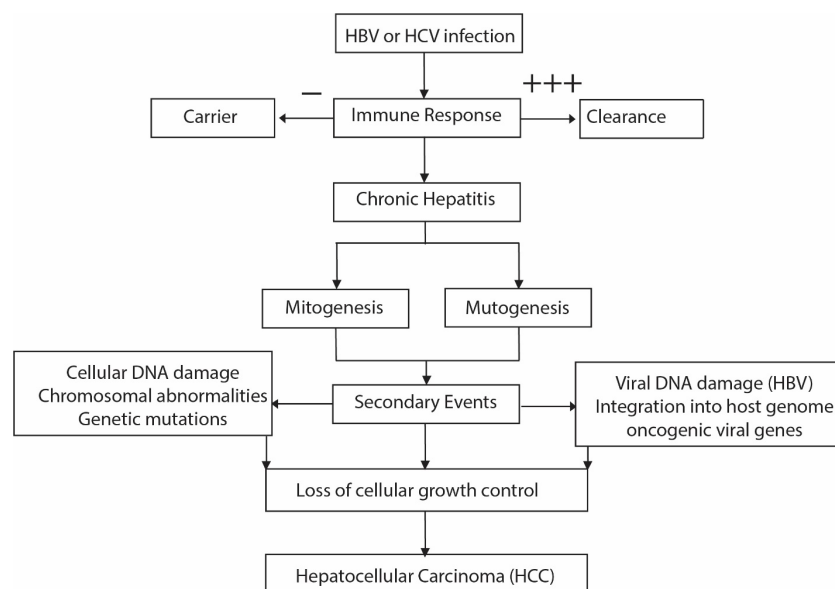 HBV or HCV infection
–
+++
Carrier
Immune Response
Clearance
Chronic Hepatitis
Mitogenesis
Mutogenesis
Cellular DNA damage
Chromosomal abnormalities
Genetic mutations
Secondary Events
Viral DNA damage (HBV)
Integration into host genome
oncogenic viral genes
Loss of cellular growth control
Hepatocellular Carcinoma (HCC)